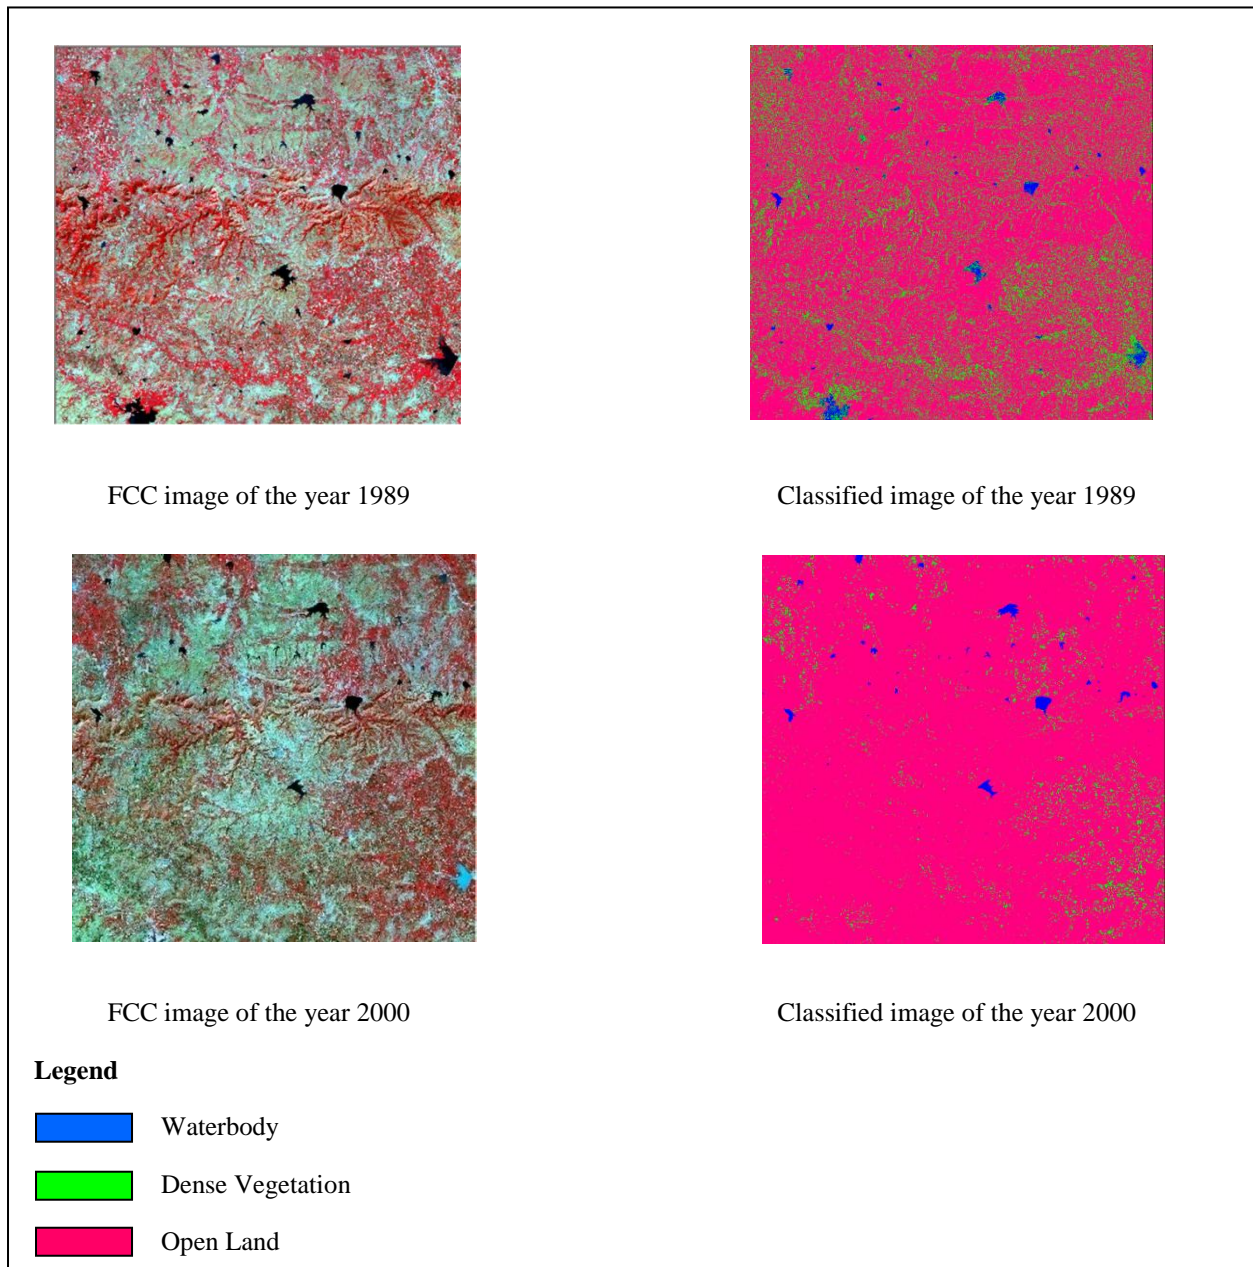 FCC image of the year 1989
Classified image of the year 1989
FCC image of the year 2000
Classified image of the year 2000
Legend
Waterbody
Dense Vegetation
Open Land